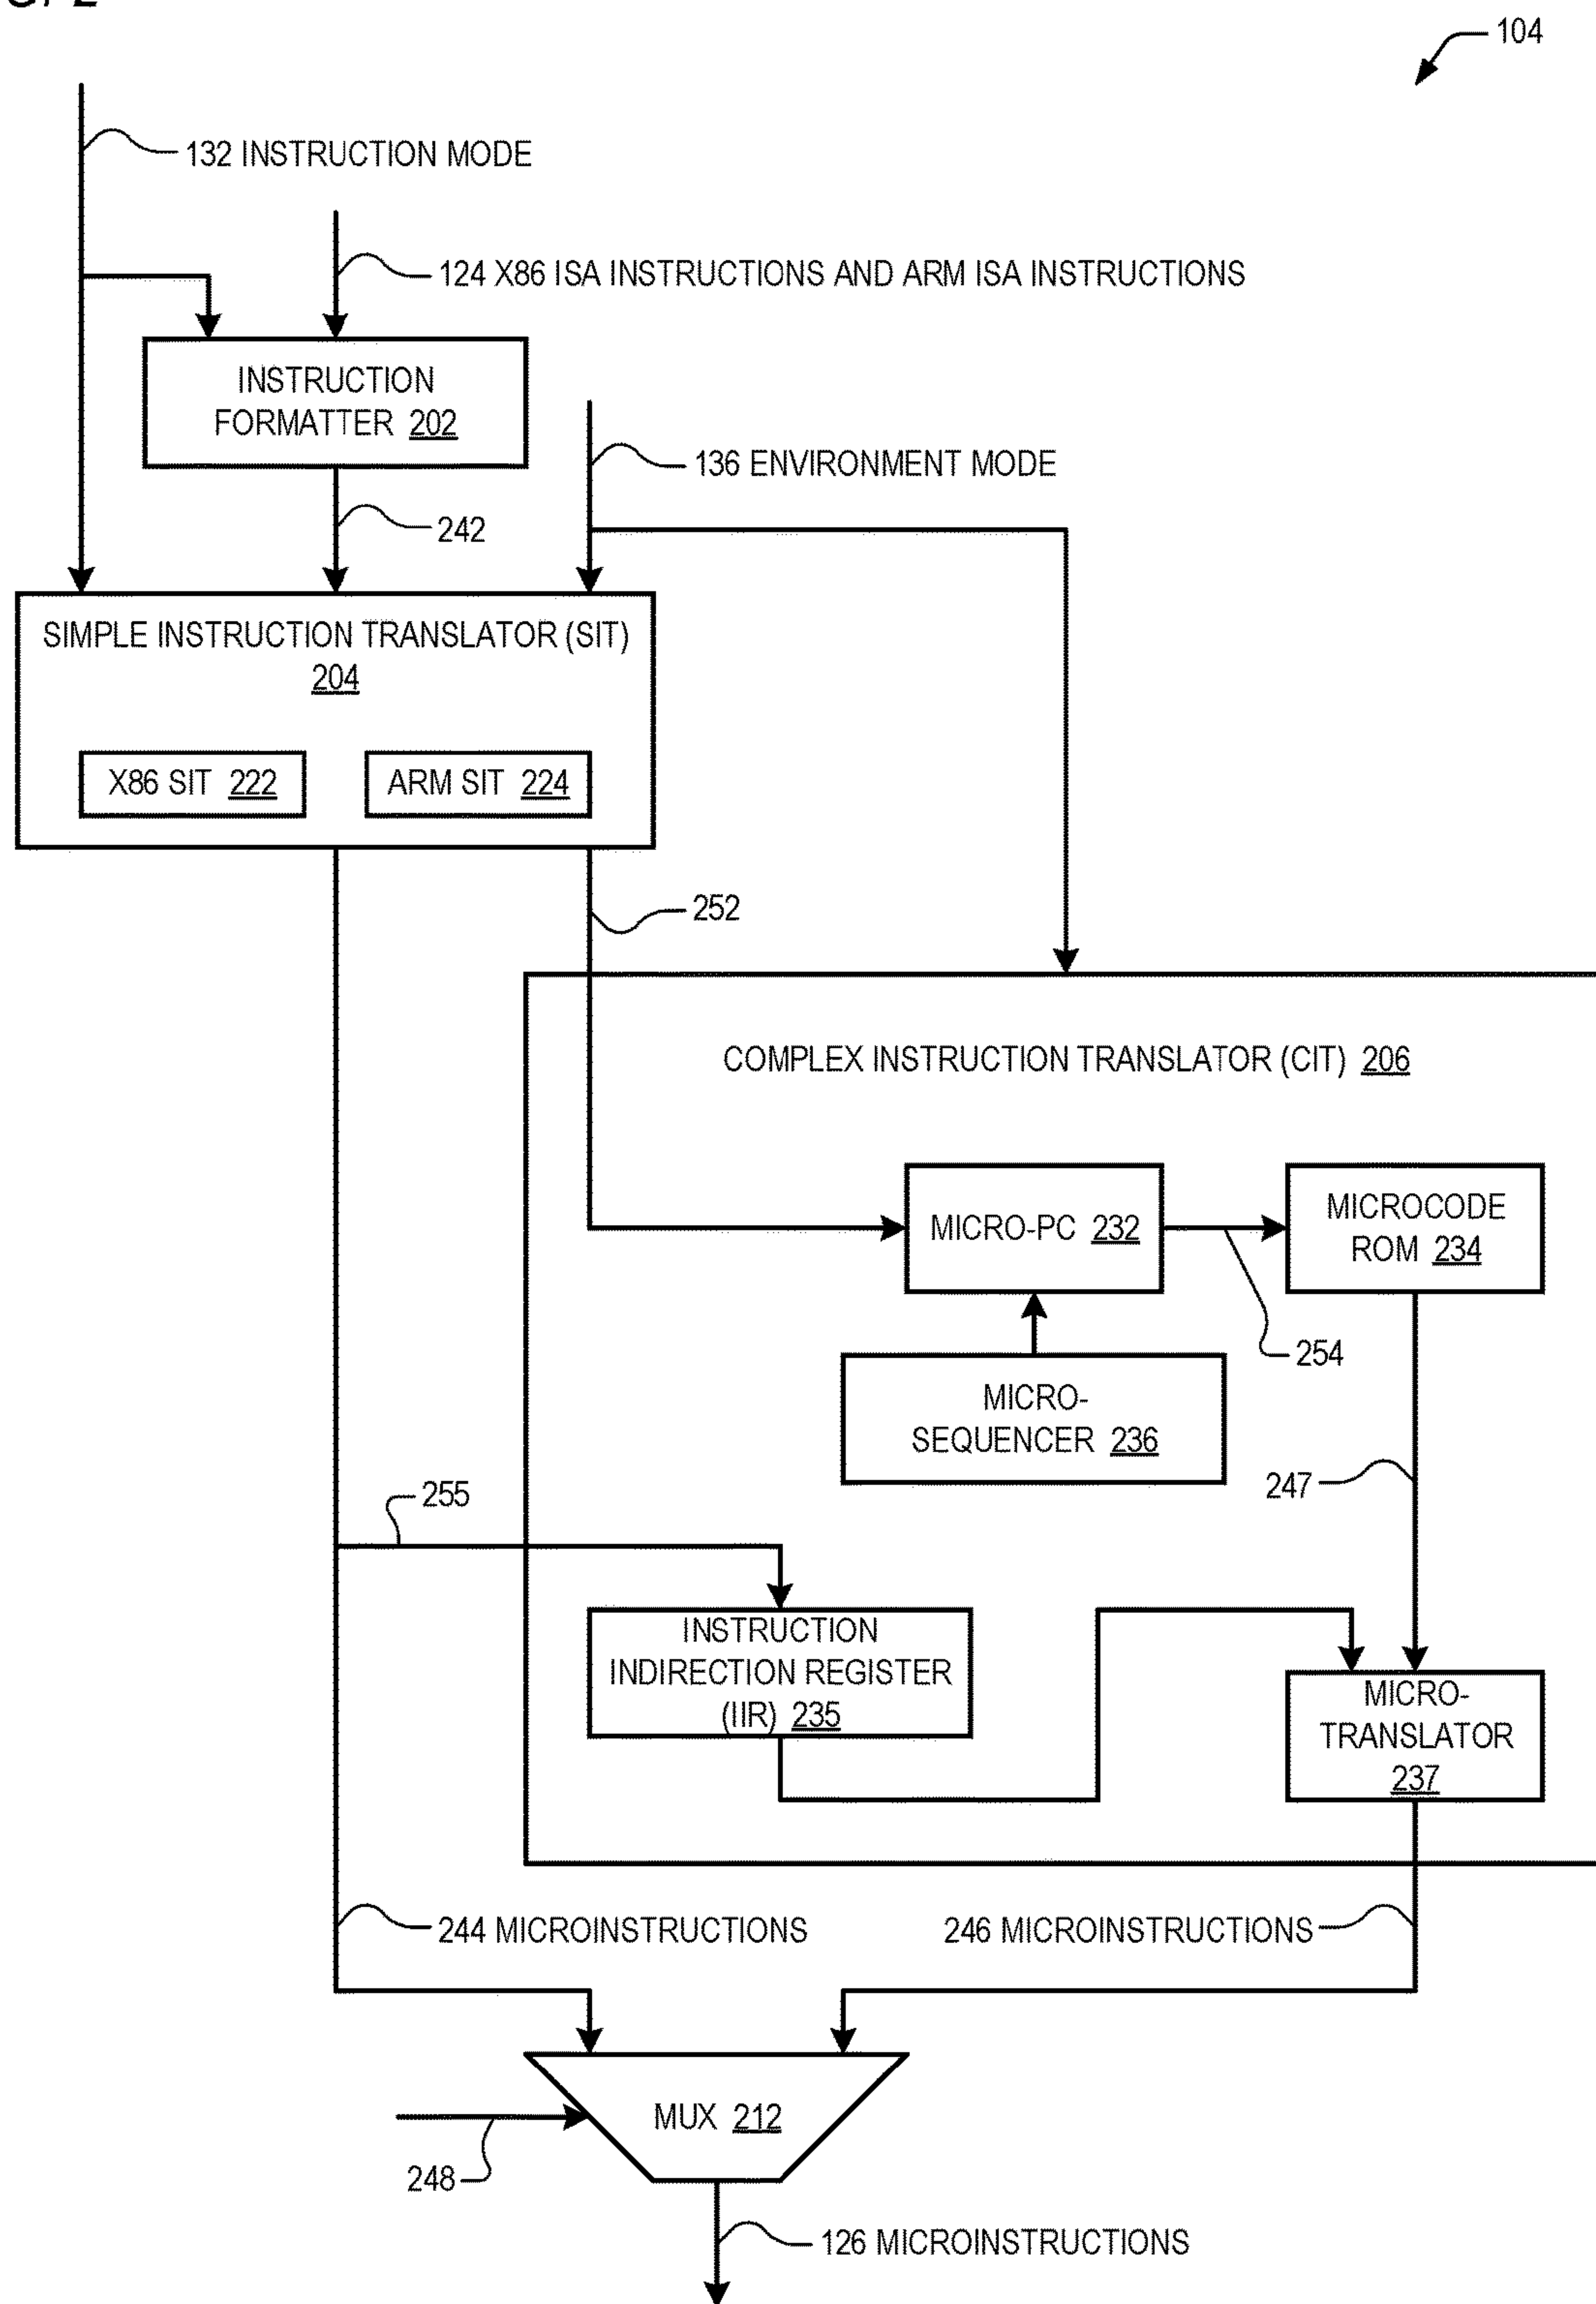 104
132 INSTRUCTION MODE
124 X86 ISA INSTRUCTIONS AND ARM ISA INSTRUCTIONS
INSTRUCTION
FORMATTER 202
136 ENVIRONMENT MODE
242
SIMPLE INSTRUCTION TRANSLATOR (SIT)
204
X86 SIT 222
ARM SIT 224
252
COMPLEX INSTRUCTION TRANSLATOR (CIT) 206
MICRO-PC 232
MICROCODE
ROM 234
254
MICRO-
SEQUENCER 236
247
255
INSTRUCTION
INDIRECTION REGISTER
(IIR) 235
MICRO-
TRANSLATOR
237
244 MICROINSTRUCTIONS
246 MICROINSTRUCTIONS
MUX 212
248
126 MICROINSTRUCTIONS